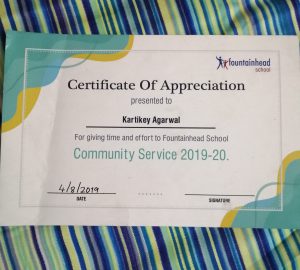 fountainhead
school
Certificate Of Appreciation
presented to
Kartikey Agarwal
For giving time and effort to Fountainhead School
Community Service 2019-20.
4/8/2019
DATE
SIGNATURE